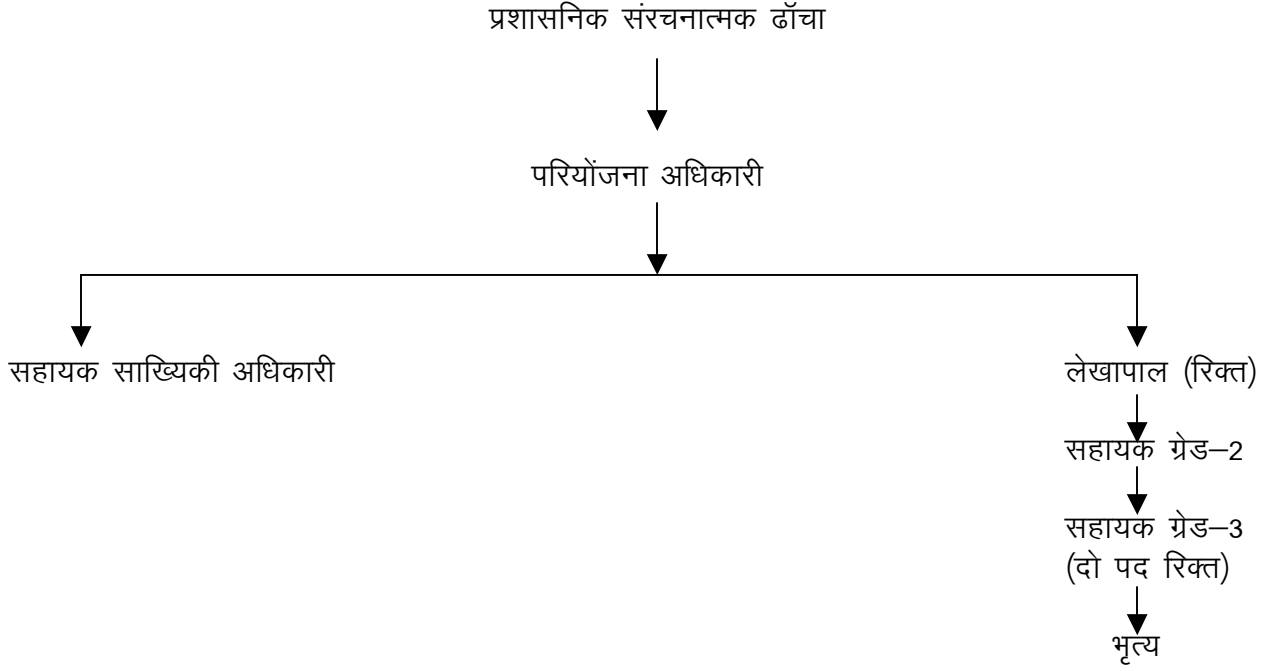 प्रशासनिक संरचनात्मक ढॉचा
परियोंजना अधिकारी
सहायक साख्यिकी अधिकारी
लेखापाल (रिक्त)
सहायक ग्रेड–2
सहायक ग्रेड–3
(दो पद रिक्त)
भृत्य